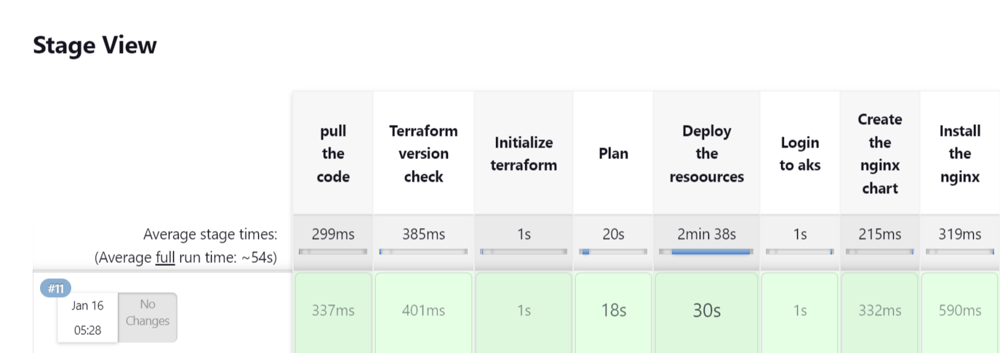 Stage View
pull
the
code
Terraform
version
check
Initialize
terraform
Plan
Deploy
the
resoources
Login
to aks
Create
the
nginx
chart
Install
the
nginx
Average stage times:
(Average full run time: ~54s)
299ms
385ms
1s
20s
2min 38s
1s
215ms
319ms
#11
Jan 16
05:28
No
Changes
337ms
401ms
1s
18s
30s
1s
332ms
590ms